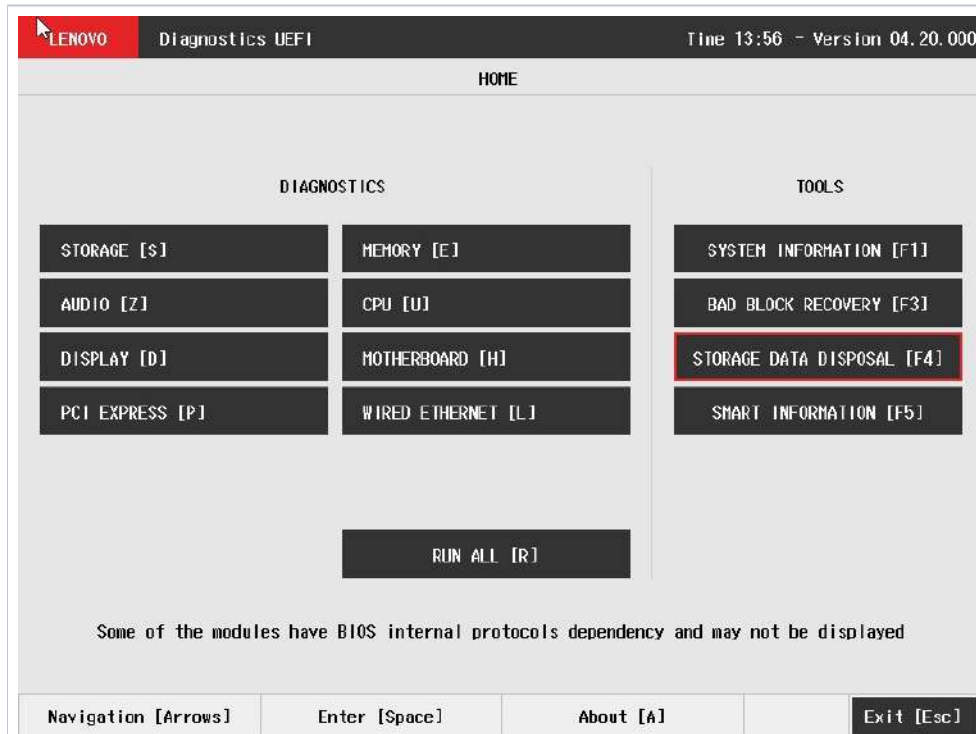 LENOVO Diagnostics UEFI Time 13:56 - Version 04.20.000
HOME
DIAGNOSTICS
TOOLS
STORAGE [S]
MEMORY [E]
SYSTEM INFORMATION [F1]
AUDIO [Z]
CPU [U]
BAD BLOCK RECOVERY [F3]
DISPLAY [D]
MOTHERBOARD [H]
STORAGE DATA DISPOSAL [F4]
PCI EXPRESS [P]
WIRED ETHERNET [L]
SMART INFORMATION [F5]
RUN ALL [R]
Some of the modules have BIOS internal protocols dependency and may not be displayed
Navigation [Arrows] Enter [Space] About [A] Exit [Esc]